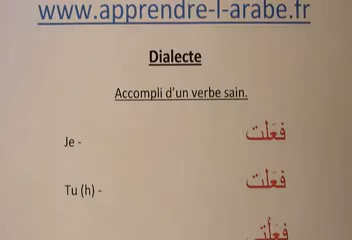 www.apprendre-l-arabe.fr
Dialecte
Accompli d'un verbe sain.
Je - فعلت
Tu (h) - فعلت